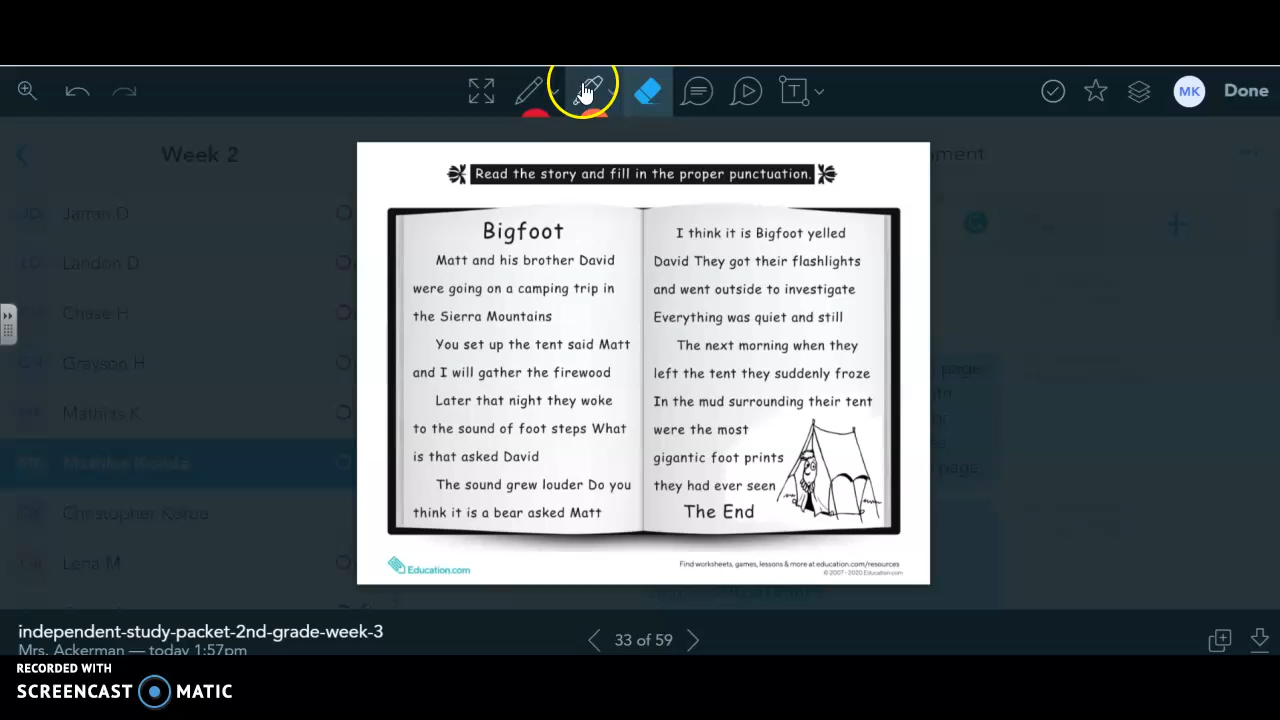 MK
Done
Week 2
Jarran D
Landon D
Chase H
Grayson H
Mathias K
Christopher
Lena M
Read the story and fill in the proper punctuation.
Bigfoot
Matt and his brother David
were going on a camping trip in
the Sierra Mountains
You set up the tent said Matt
and I will gather the firewood
Later that night they woke
to the sound of foot steps What
is that asked David
The sound grew louder Do you
think it is a bear asked Matt
I think it is Bigfoot yelled
David They got their flashlights
and went outside to investigate
Everything was quiet and still
The next morning when they
left the tent they suddenly froze
In the mud surrounding their tent
were the most
gigantic foot prints
they had ever seen
The End
Education.com
Find worksheets, games, lessons & more at education.com/resources
© 2007 - 2020 Education.com
independent-study-packet-2nd-grade-week-3
Mrs. Ackerman — today 1:57pm
33 of 59
RECORDED WITH
SCREENCAST MATIC